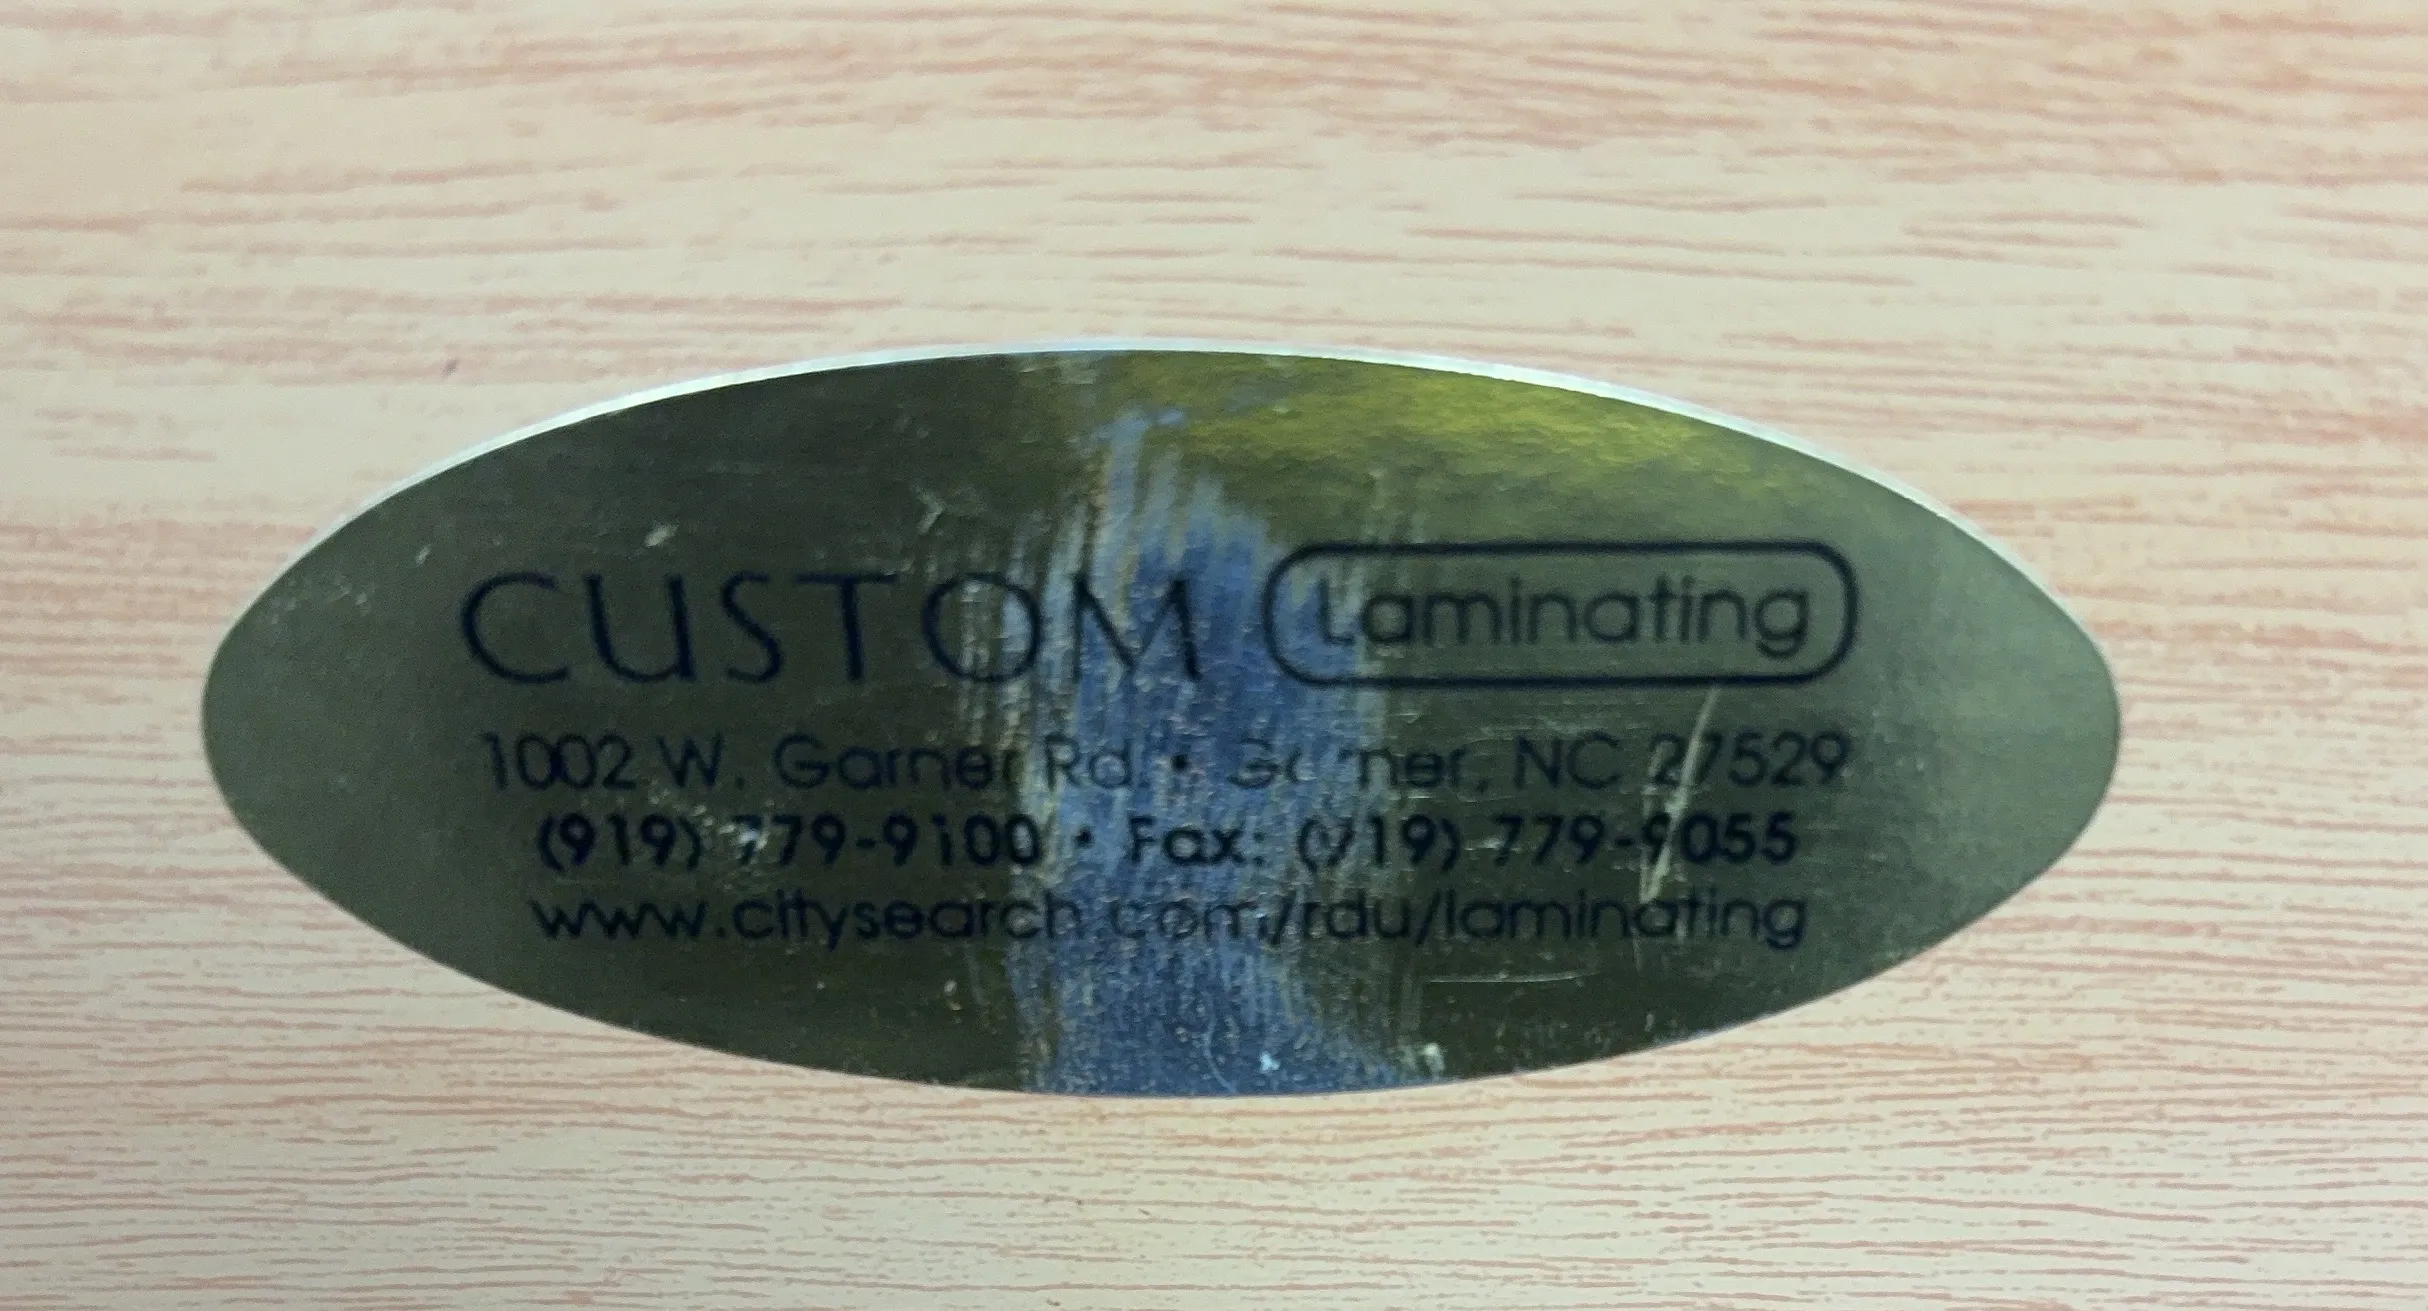 CUSTOM Laminating
1002 W. Garner Rd. • Garner, NC 27529
(919) 779-9100 • Fax: (919) 779-9055
www.citysearch.com/rdu/laminating